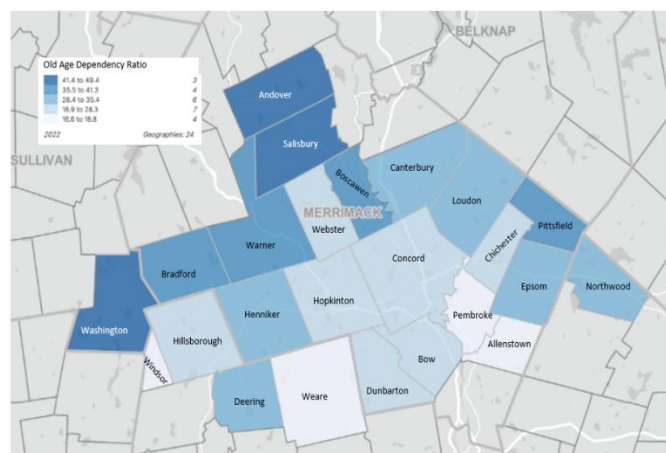 BELKNAP
Old Age Dependency Ratio
41.4 to 49.4 3
35.5 to 41.3 4
28.4 to 35.4 6
18.9 to 28.3 7
16.6 to 18.8 4
2022 Geographies: 24
SULLIVAN
Andover
Salisbury
Boscawen
Canterbury
MERRIMACK
Loudon
Webster
Pittsfield
Warner
Chichester
Concord
Bradford
Epsom
Northwood
Hopkinton
Henniker
Pembroke
Washington
Hillsborough
Allenstown
Bow
Windsor
Dunbarton
Weare
Deering